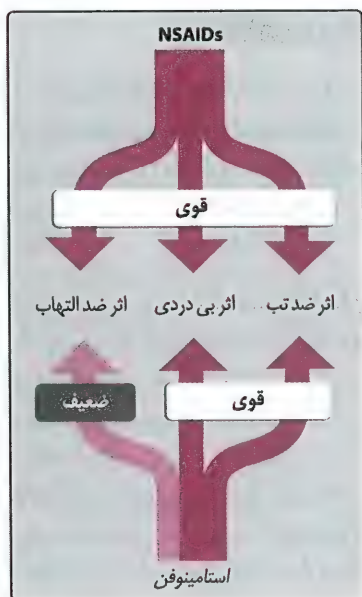 NSAIDs
قوی
اثر ضد تب اثر بی دردی اثر ضد التهاب
قوی ضعیف
استامینوفن